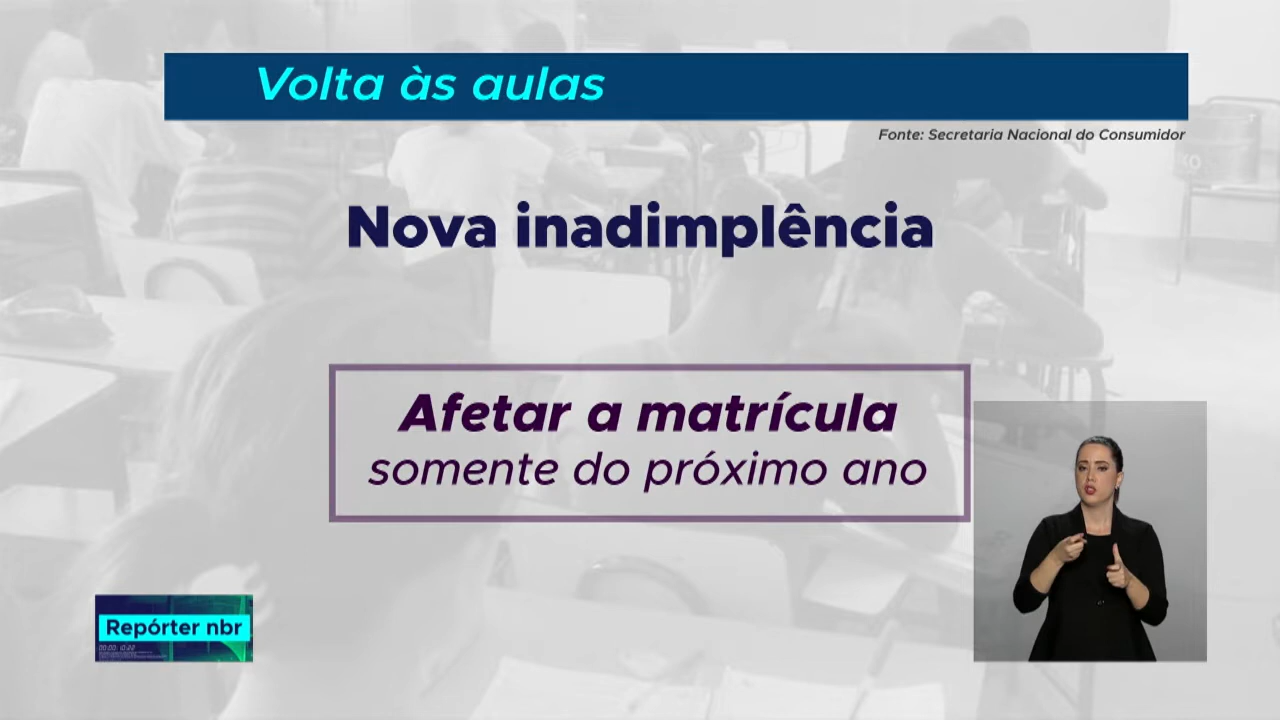 Volta às aulas
Fonte: Secretaria Nacional do Consumidor
Nova inadimplência
Afetar a matrícula
somente do próximo ano
Repórter nbr